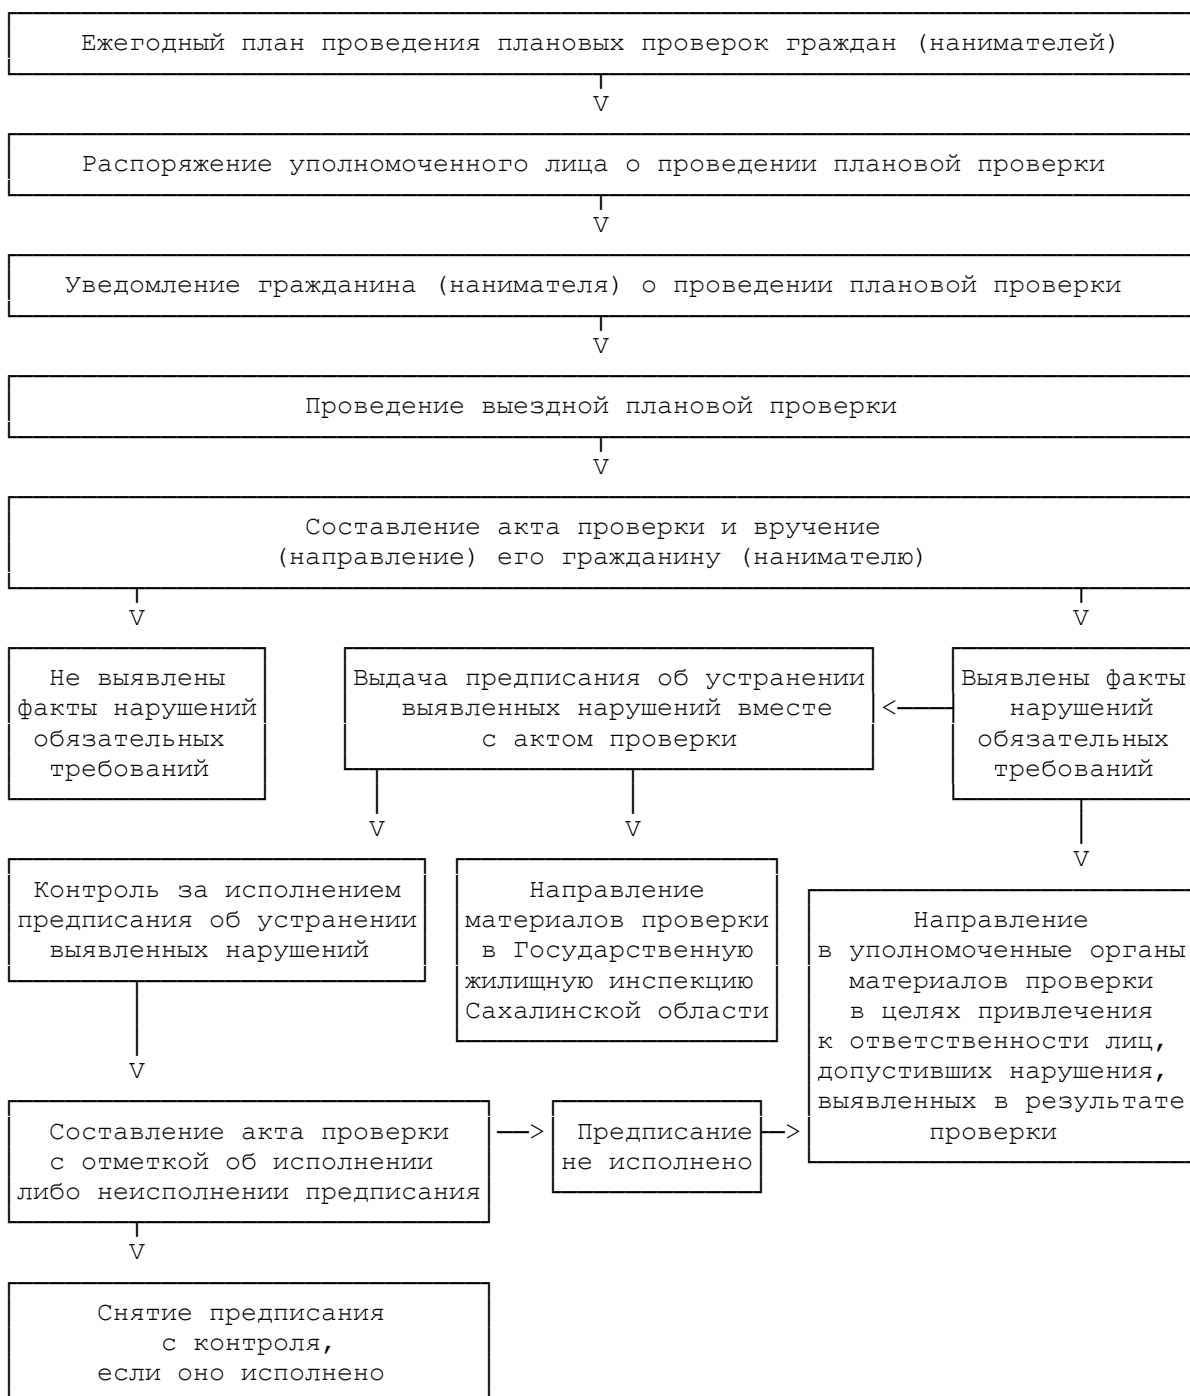 Ежегодный план проведения плановых проверок граждан (нанимателей)
V
Распоряжение уполномоченного лица о проведении плановой проверки
V
Уведомление гражданина (нанимателя) о проведении плановой проверки
V
Проведение выездной плановой проверки
V
Составление акта проверки и вручение
(направление) его гражданину (нанимателю)
V
V
Не выявлены
факты нарушений
обязательных
требований
Выдача предписания об устранении
выявленных нарушений вместе
с актом проверки
<
Выявлены факты
нарушений
обязательных
требований
V
V
V
Контроль за исполнением
предписания об устранении
выявленных нарушений
Направление
материалов проверки
в Государственную
жилищную инспекцию
Сахалинской области
Направление
в уполномоченные органы
материалов проверки
в целях привлечения
к ответственности лиц,
допустивших нарушения,
выявленных в результате
проверки
V
Составление акта проверки
с отметкой об исполнении
либо неисполнении предписания
>
Предписание
не исполнено
>
V
Снятие предписания
с контроля,
если оно исполнено